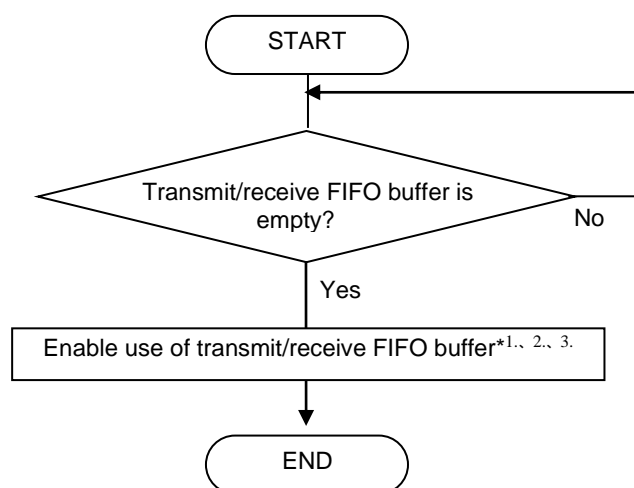 START
Transmit/receive FIFO buffer is
empty?
No
Yes
Enable use of transmit/receive FIFO buffer*1.、2.、3.
END